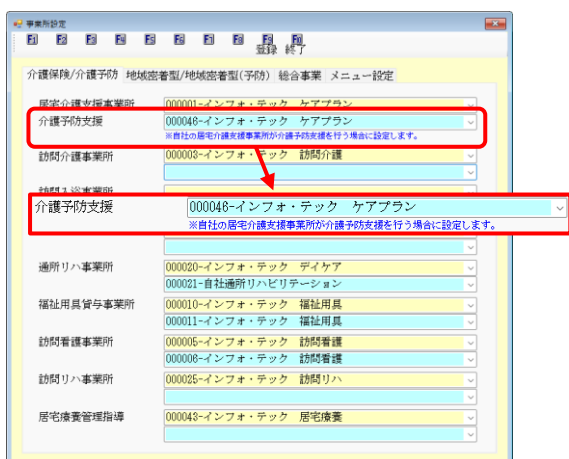 事業所設定
F1 F2 F3 F4 F5 F6 F7 F8 F9 F10
登録 終了
介護保険/介護予防 地域密着型/地域密着型(予防) 総合事業 メニュー設定
居宅介護支援事業所 000001-インフォ・テック ケアプラン
介護予防支援 000046-インフォ・テック ケアプラン
※自社の居宅介護支援事業所が介護予防支援を行う場合に設定します。
訪問介護事業所 000003-インフォ・テック 訪問介護
訪問入浴事業所
介護予防支援 000046-インフォ・テック ケアプラン
※自社の居宅介護支援事業所が介護予防支援を行う場合に設定します。
通所リハ事業所 000020-インフォ・テック デイケア
000021-自社通所リハビリテーション
福祉用具貸与事業所 000010-インフォ・テック 福祉用具
000011-インフォ・テック 福祉用具
訪問看護事業所 000005-インフォ・テック 訪問看護
000006-インフォ・テック 訪問看護
訪問リハ事業所 000025-インフォ・テック 訪問リハ
居宅療養管理指導 000043-インフォ・テック 居宅療養